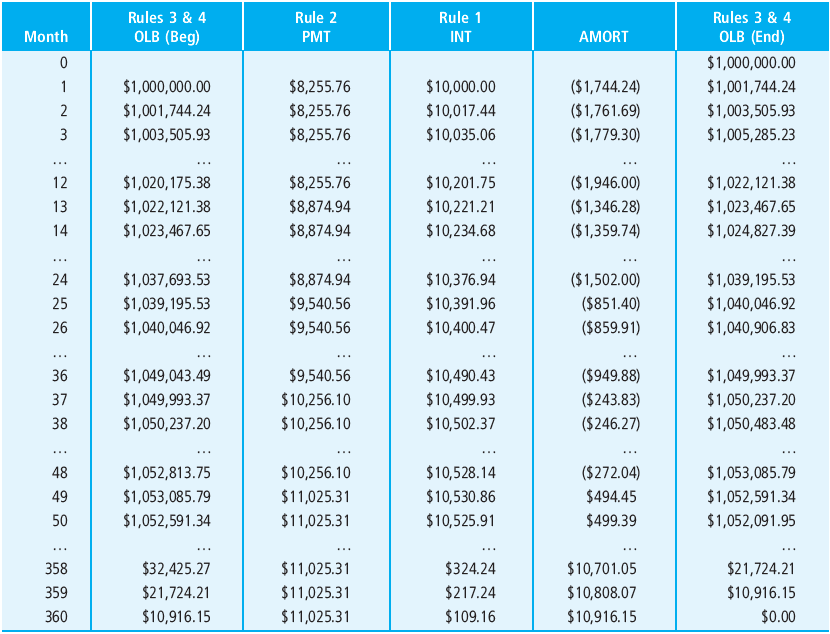 Month Rules 3 & 4 OLB (Beg) Rule 2 PMT Rule 1 INT AMORT Rules 3 & 4 OLB (End)
0 $1,000,000.00
1 $1,000,000.00 $8,255.76 $10,000.00 ($1,744.24) $1,001,744.24
2 $1,001,744.24 $8,255.76 $10,017.44 ($1,761.69) $1,003,505.93
3 $1,003,505.93 $8,255.76 $10,035.06 ($1,779.30) $1,005,285.23
... ... ... ... ... ...
12 $1,020,175.38 $8,255.76 $10,201.75 ($1,946.00) $1,022,121.38
13 $1,022,121.38 $8,874.94 $10,221.21 ($1,346.28) $1,023,467.65
14 $1,023,467.65 $8,874.94 $10,234.68 ($1,359.74) $1,024,827.39
... ... ... ... ... ...
24 $1,037,693.53 $8,874.94 $10,376.94 ($1,502.00) $1,039,195.53
25 $1,039,195.53 $9,540.56 $10,391.96 ($851.40) $1,040,046.92
26 $1,040,046.92 $9,540.56 $10,400.47 ($859.91) $1,040,906.83
... ... ... ... ... ...
36 $1,049,043.49 $9,540.56 $10,490.43 ($949.88) $1,049,993.37
37 $1,049,993.37 $10,256.10 $10,499.93 ($243.83) $1,050,237.20
38 $1,050,237.20 $10,256.10 $10,502.37 ($246.27) $1,050,483.48
... ... ... ... ... ...
48 $1,052,813.75 $10,256.10 $10,528.14 ($272.04) $1,053,085.79
49 $1,053,085.79 $11,025.31 $10,530.86 $494.45 $1,052,591.34
50 $1,052,591.34 $11,025.31 $10,525.91 $499.39 $1,052,091.95
... ... ... ... ... ...
358 $32,425.27 $11,025.31 $324.24 $10,701.05 $21,724.21
359 $21,724.21 $11,025.31 $217.24 $10,808.07 $10,916.15
360 $10,916.15 $11,025.31 $109.16 $10,916.15 $0.00